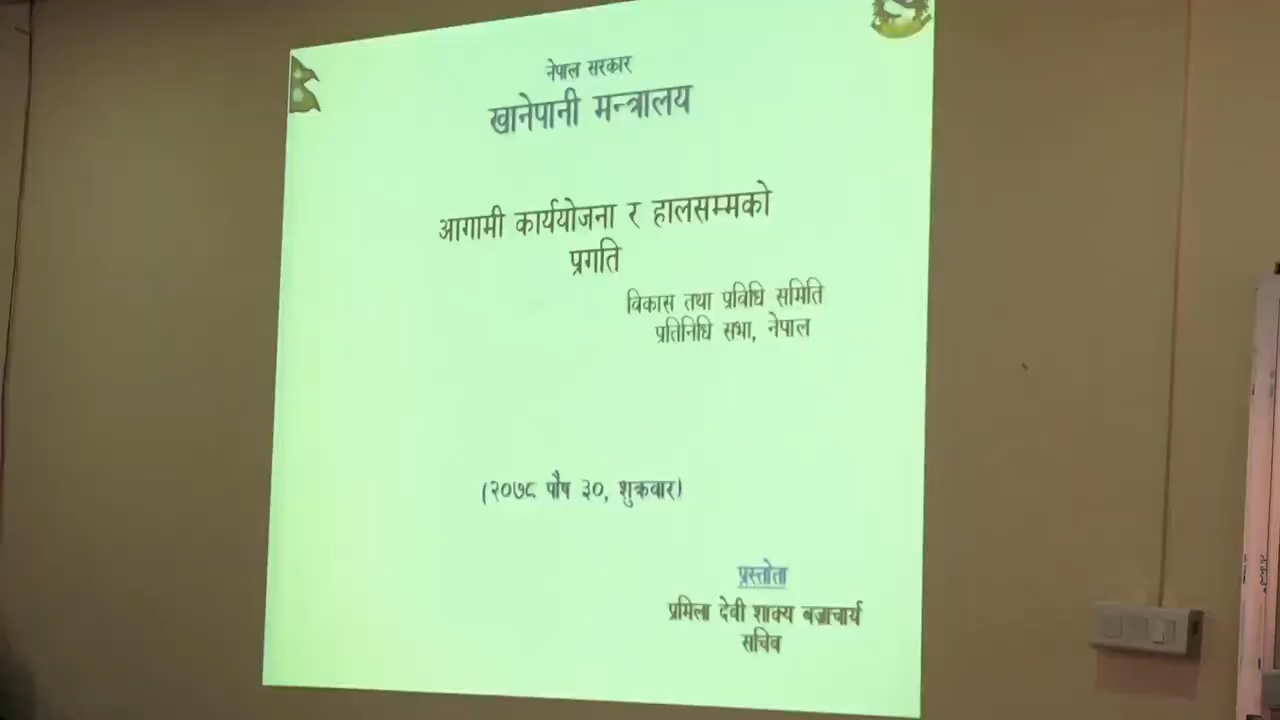 नेपाल सरकार
खानेपानी मन्त्रालय
आगामी कार्ययोजना र हालसम्मको
प्रगति
विकास तथा प्रविधि समिति
प्रतिनिधि सभा, नेपाल
(२०७८ पौष ३०, शुक्रवार)
प्रस्तोता
प्रमिला देवी शाक्य बज्राचार्य
सचिव